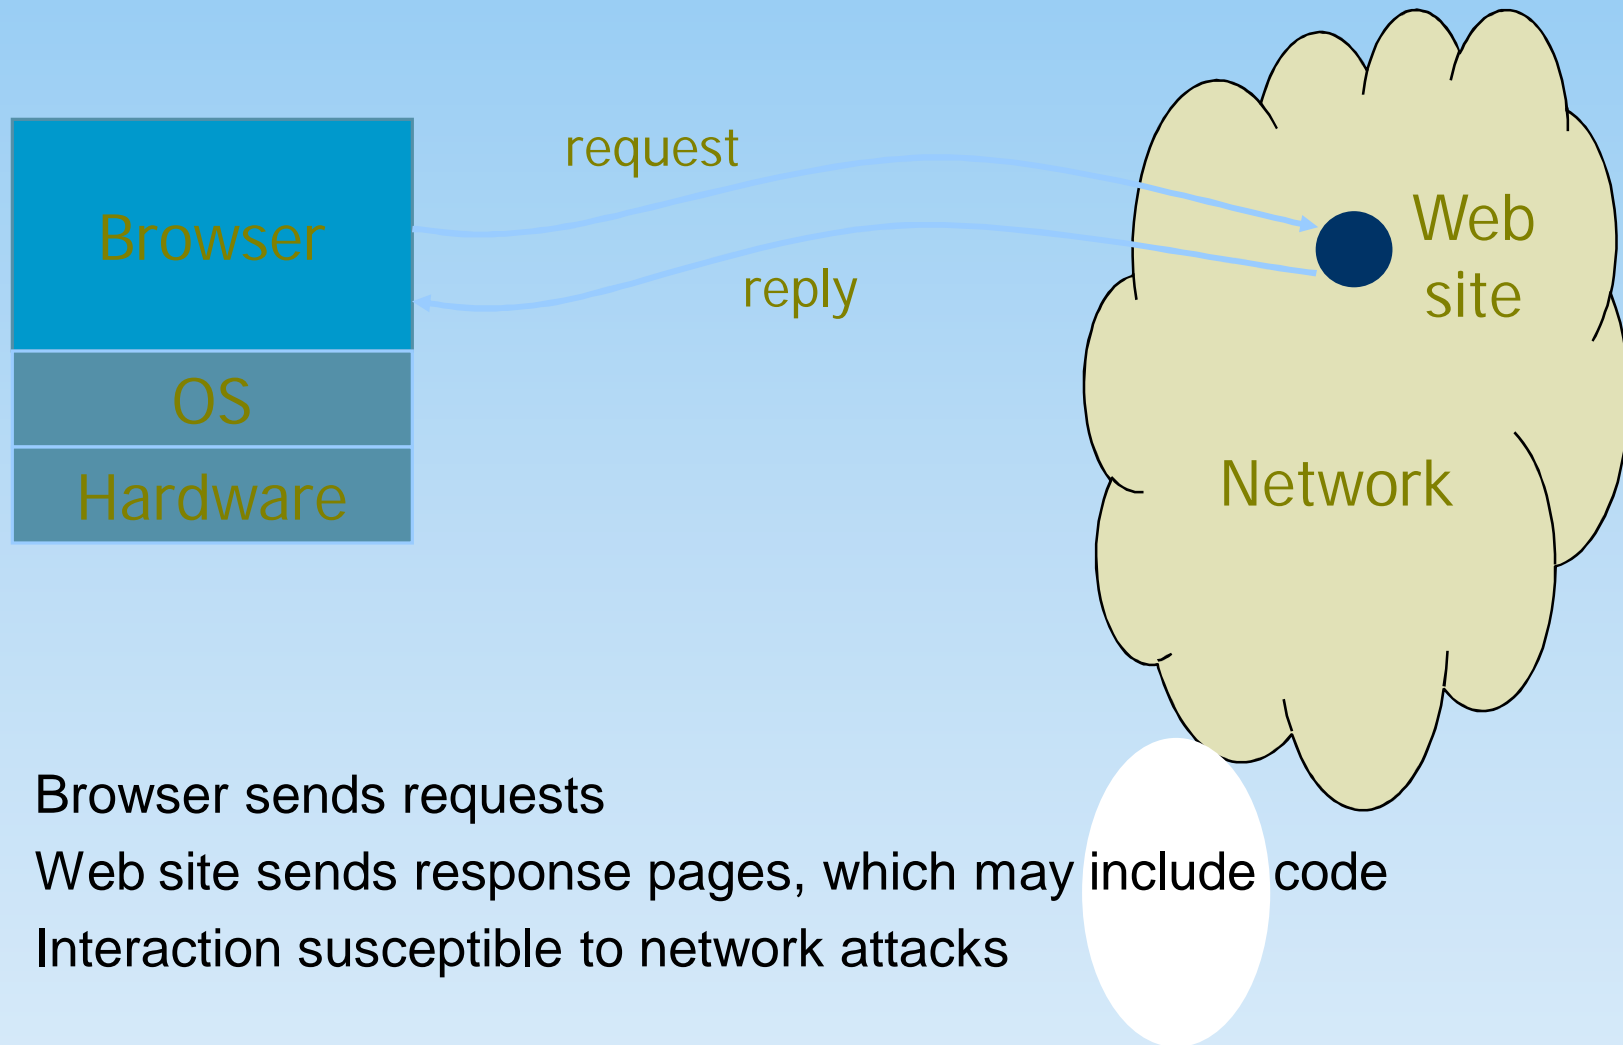 request
Browser
Web
site
reply
OS
Hardware
Network
Browser sends requests
Web site sends response pages, which may include code
Interaction susceptible to network attacks